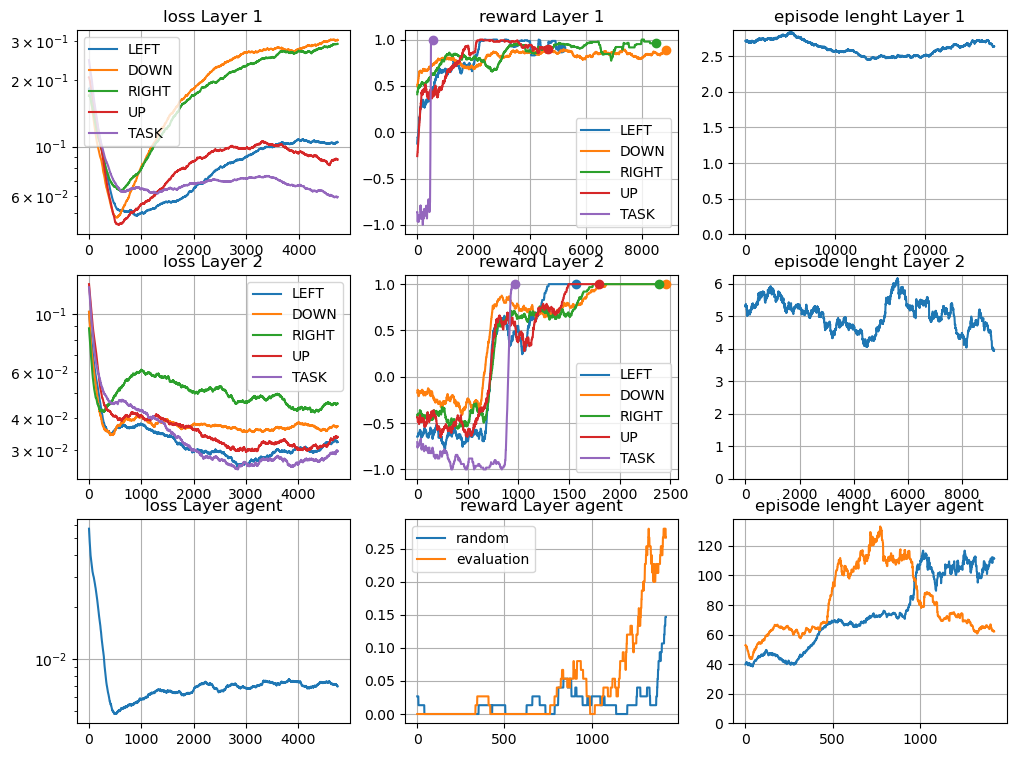 loss Layer 1
reward Layer 1
episode lenght Layer 1
3 × 10⁻¹
2 × 10⁻¹
10⁻¹
6 × 10⁻²
LEFT
DOWN
RIGHT
UP
TASK
0 1000 2000 3000 4000
1.0
0.5
0.0
−0.5
−1.0
LEFT
DOWN
RIGHT
UP
TASK
0 2000 4000 6000 8000
2.5
2.0
1.5
1.0
0.5
0.0
0 10000 20000
loss Layer 2
reward Layer 2
episode lenght Layer 2
10⁻¹
6 × 10⁻²
4 × 10⁻²
3 × 10⁻²
LEFT
DOWN
RIGHT
UP
TASK
0 1000 2000 3000 4000
1.0
0.5
0.0
−0.5
−1.0
LEFT
DOWN
RIGHT
UP
TASK
0 500 1000 1500 2000 2500
6
5
4
3
2
1
0
0 2000 4000 6000 8000
loss Layer agent
reward Layer agent
episode lenght Layer agent
10⁻²
0 1000 2000 3000 4000
0.25
0.20
0.15
0.10
0.05
0.00
random
evaluation
0 500 1000
120
100
80
60
40
20
0
0 500 1000